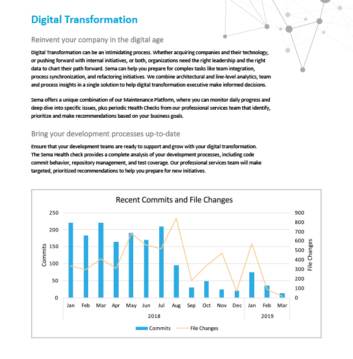 Digital Transformation
Reinvent your company in the digital age
Digital Transformation can be an intimidating process. Whether acquiring companies and their technology,
or pushing forward with internal initiatives, or both, organizations need the right leadership and the right
data to chart their path forward. Sema can help you prepare for complex tasks like team integration,
process synchronization, and refactoring initiatives. We combine architectural and line-level analytics, team
and process insights in a single solution to help digital transformation executive make informed decisions.
Sema offers a unique combination of our Maintenance Platform, where you can monitor daily progress and
deep dive into specific issues, plus periodic Health Checks from our professional services team that identify,
prioritize and make recommendations based on your business goals.
Bring your development processes up-to-date
Ensure that your development teams are ready to support and grow with your digital transformation.
The Sema Health check provides a complete analysis of your development processes, including code
commit behavior, repository management, and test coverage. Our professional services team will make
targeted, prioritized recommendations to help you prepare for new initiatives.
Recent Commits and File Changes
250
200
150
100
50
0
Commits
900
800
700
600
500
400
300
200
100
0
File Changes
Jan Feb Mar Apr May Jun Jul Aug Sep Oct Nov Dec Jan Feb Mar
2018 2019
Commits File Changes